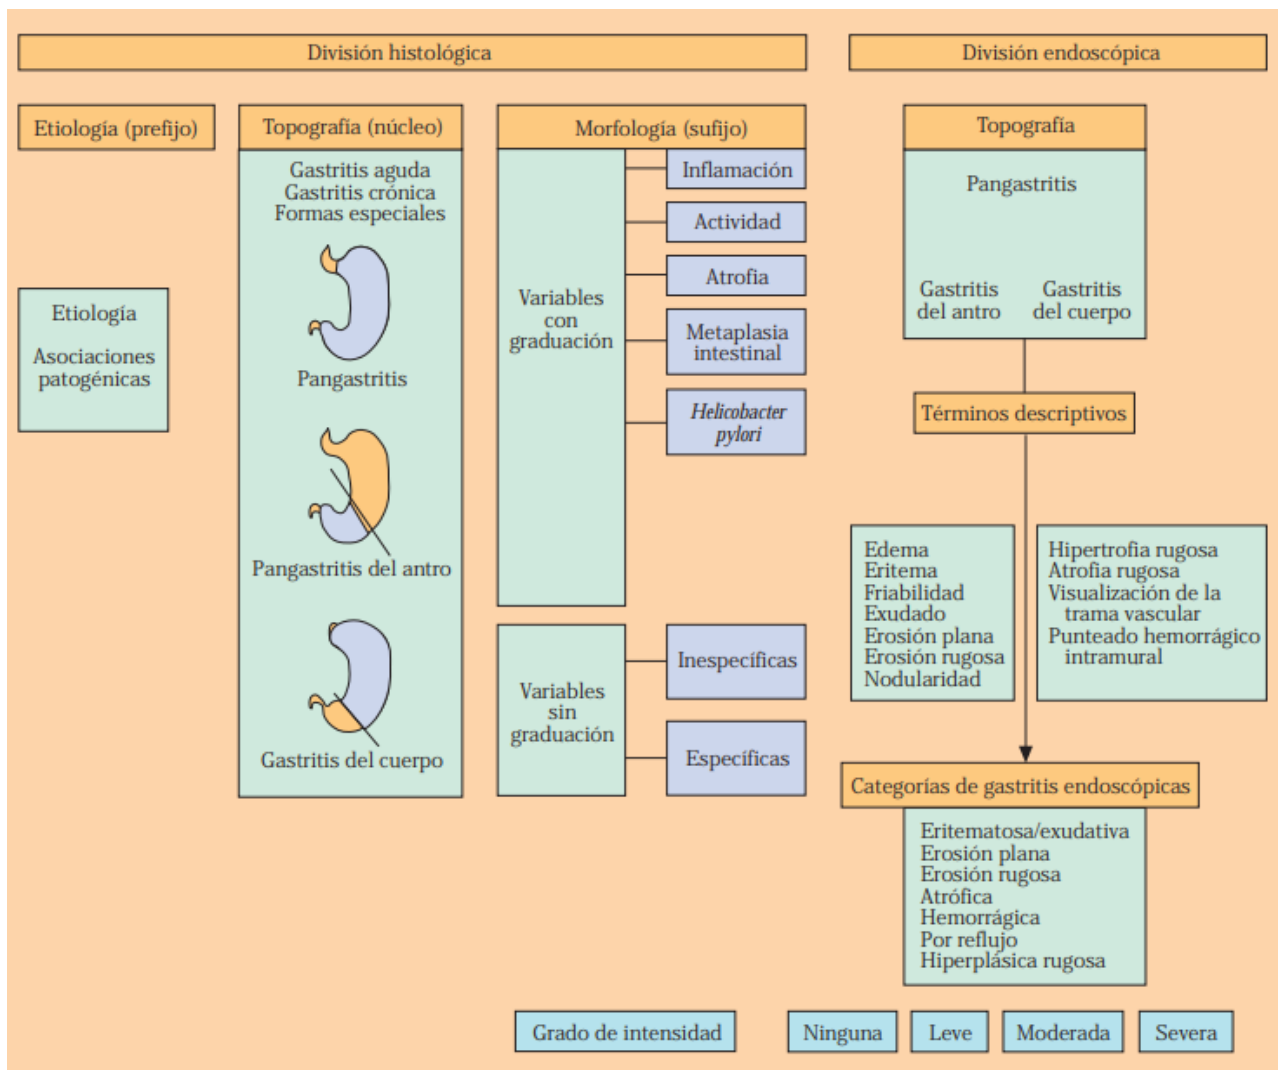 División histológica
División endoscópica
Etiología (prefijo)
Etiología
Asociaciones
patogénicas
Topografía (núcleo)
Gastritis aguda
Gastritis crónica
Formas especiales
Pangastritis
Pangastritis del antro
Gastritis del cuerpo
Morfología (sufijo)
Variables
con
graduación
Inflamación
Actividad
Atrofia
Metaplasia
intestinal
Helicobacter
pylori
Variables
sin
graduación
Inespecíficas
Específicas
Topografía
Pangastritis
Gastritis
del antro
Gastritis
del cuerpo
Términos descriptivos
Edema
Eritema
Friabilidad
Exudado
Erosión plana
Erosión rugosa
Nodularidad
Hipertrofia rugosa
Atrofia rugosa
Visualización de la
trama vascular
Punteado hemorrágico
intramural
Categorías de gastritis endoscópicas
Eritematosa/exudativa
Erosión plana
Erosión rugosa
Atrófica
Hemorrágica
Por reflujo
Hiperplásica rugosa
Grado de intensidad
Ninguna
Leve
Moderada
Severa